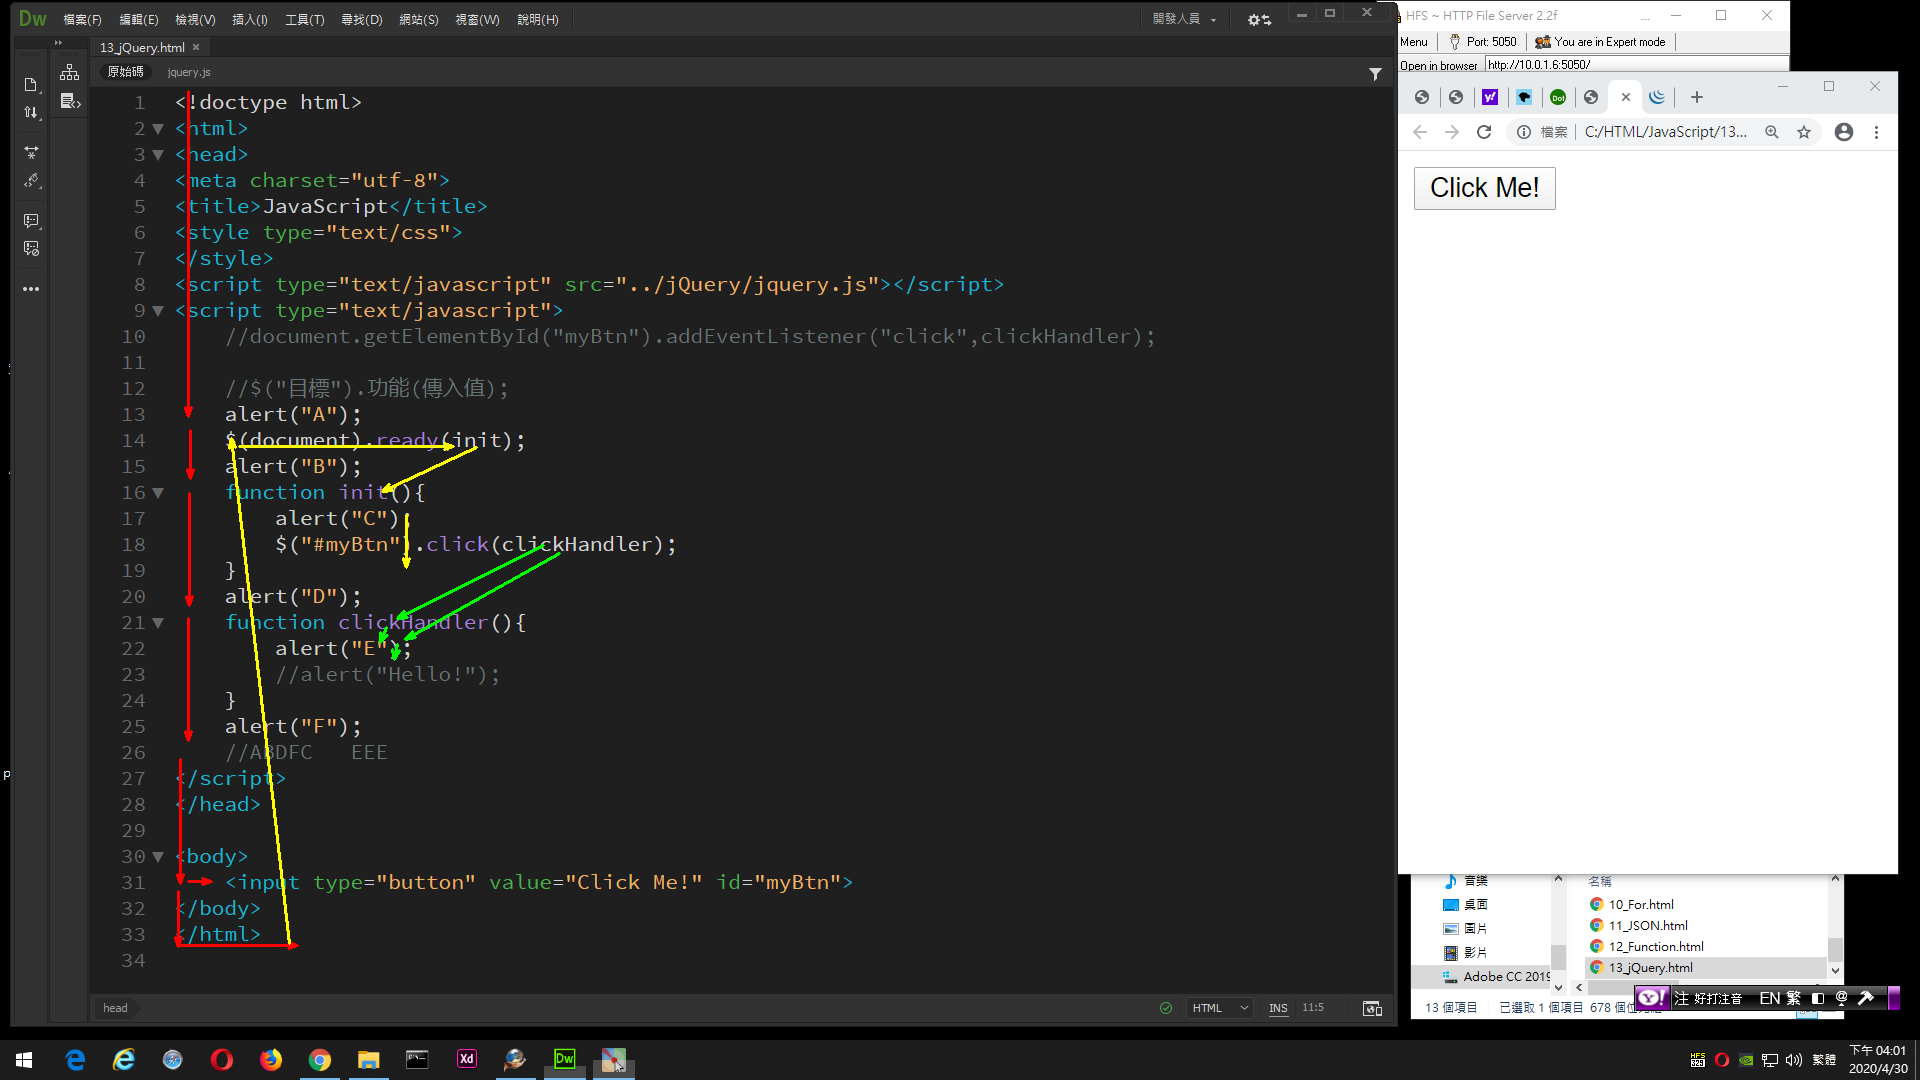 Dw 檔案(F) 編輯(E) 檢視(V) 插入(I) 工具(T) 尋找(D) 網站(S) 視窗(W) 說明(H) 開發人員
13_jQuery.html
原始碼 jquery.js
1 <!doctype html>
2 <html>
3 <head>
4 <meta charset="utf-8">
5 <title>JavaScript</title>
6 <style type="text/css">
7 </style>
8 <script type="text/javascript" src="../jQuery/jquery.js"></script>
9 <script type="text/javascript">
10 //document.getElementById("myBtn").addEventListener("click",clickHandler);
11
12 //$("目標").功能(傳入值);
13 alert("A");
14 $(document).ready(init);
15 alert("B");
16 function init(){
17 alert("C")
18 $("#myBtn").click(clickHandler);
19 }
20 alert("D");
21 function clickHandler(){
22 alert("E");
23 //alert("Hello!");
24 }
25 alert("F");
26 //ABDFC EEE
27 </script>
28 </head>
29
30 <body>
31 <input type="button" value="Click Me!" id="myBtn">
32 </body>
33 </html>
34
head HTML INS 11:5
HFS ~ HTTP File Server 2.2f ...
Menu Port: 5050 You are in Expert mode
Open in browser http://10.0.1.6:5050/
檔案 C:/HTML/JavaScript/13...
Click Me!
音樂
桌面
圖片
影片
Adobe CC 2019
名稱
10_For.html
11_JSON.html
12_Function.html
13_jQuery.html
13 個項目 已選取 1 個項目 678 個位元組
Y! 注 好打注音 EN 繁
Xd Dw
繁體
下午 04:01
2020/4/30